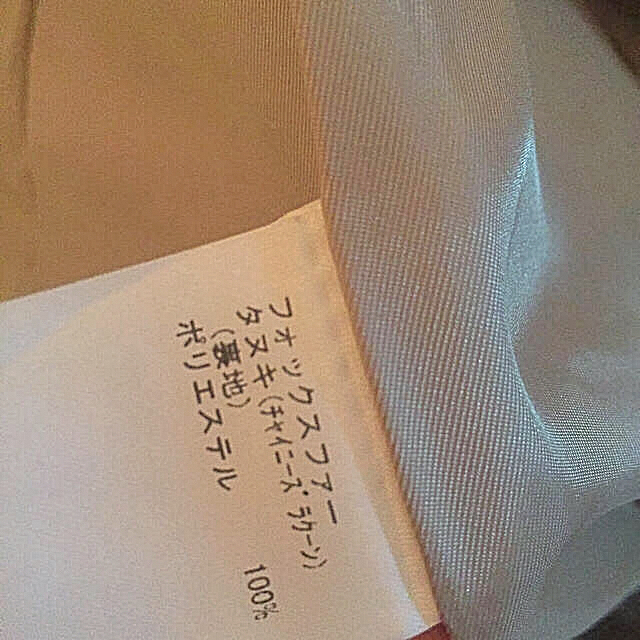 フォックスファー
タヌキ(チャイニーズ ラクーン)
(裏地)
ポリエステル 100%